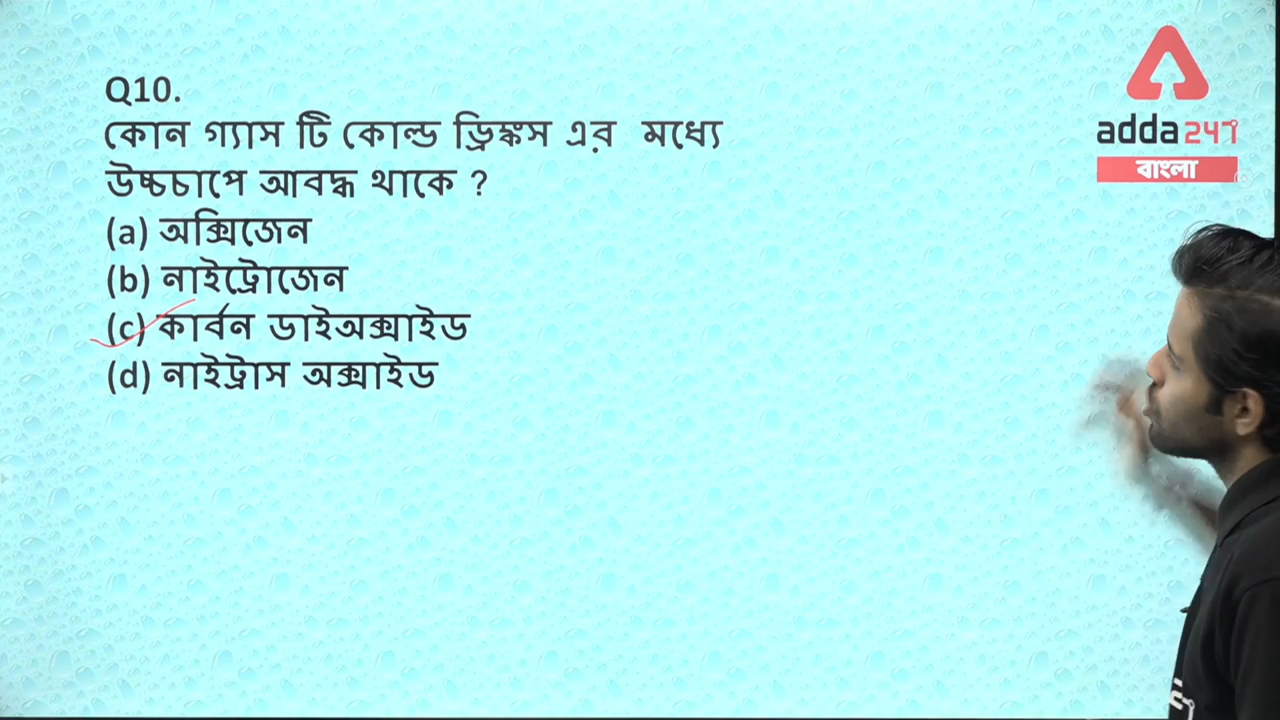 Q10.
কোন গ্যাস টি কোল্ড ড্রিঙ্কস এর মধ্যে
উচ্চচাপে আবদ্ধ থাকে ?
(a) অক্সিজেন
(b) নাইট্রোজেন
(c) কার্বন ডাইঅক্সাইড
(d) নাইট্রাস অক্সাইড
adda247
বাংলা